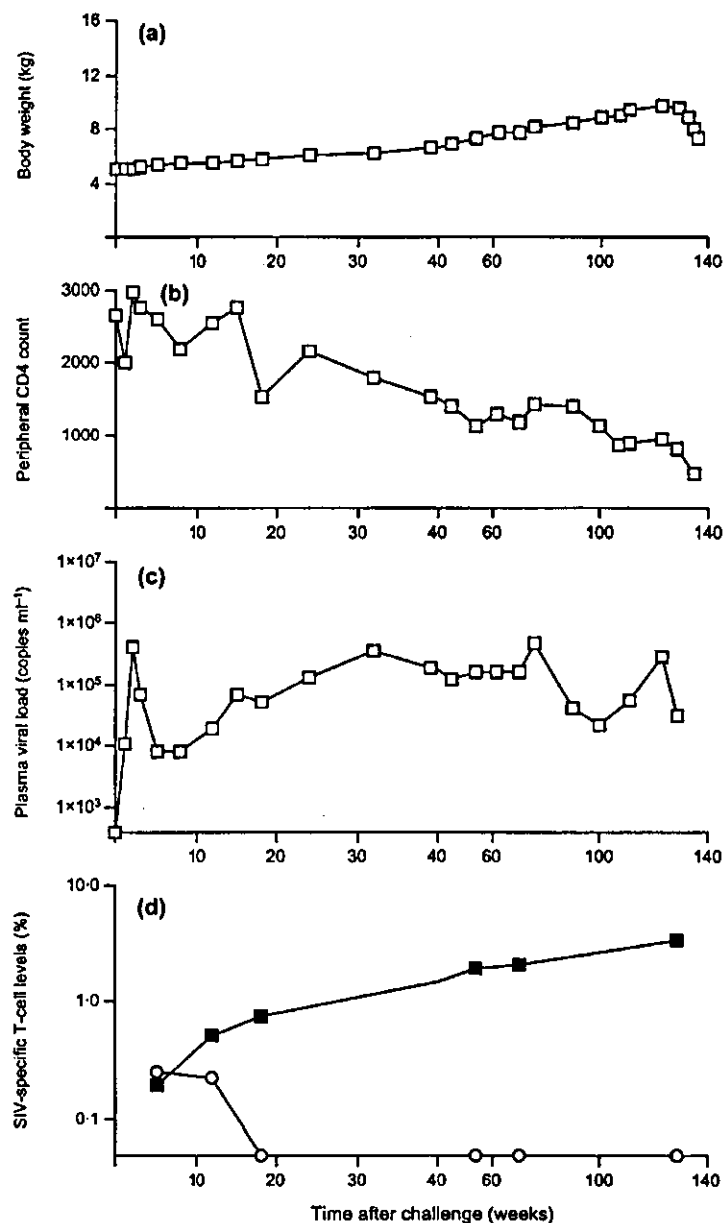 (a)
Body weight (kg)
16
12
8
4
10 20 30 40 60 100 140
(b)
Peripheral CD4 count
3000
2000
1000
10 20 30 40 60 100 140
(c)
Plasma viral load (copies ml⁻¹)
1×10⁷
1×10⁶
1×10⁵
1×10⁴
1×10³
10 20 30 40 60 100 140
(d)
SIV-specific T-cell levels (%)
10·0
1·0
0·1
10 20 30 40 60 100 140
Time after challenge (weeks)